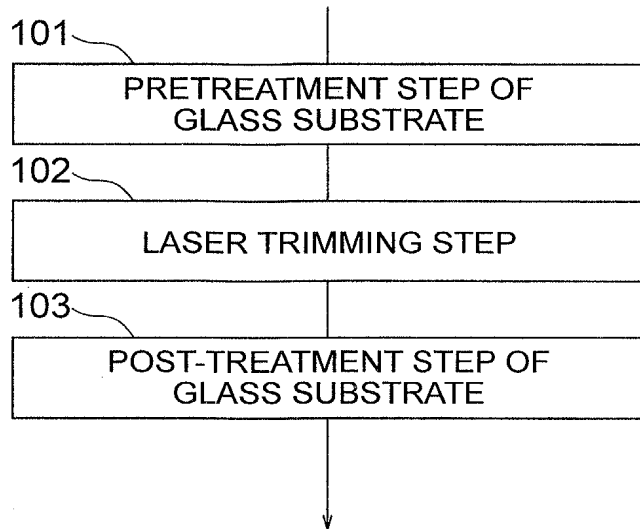 101
PRETREATMENT STEP OF
GLASS SUBSTRATE
102
LASER TRIMMING STEP
103
POST-TREATMENT STEP OF
GLASS SUBSTRATE